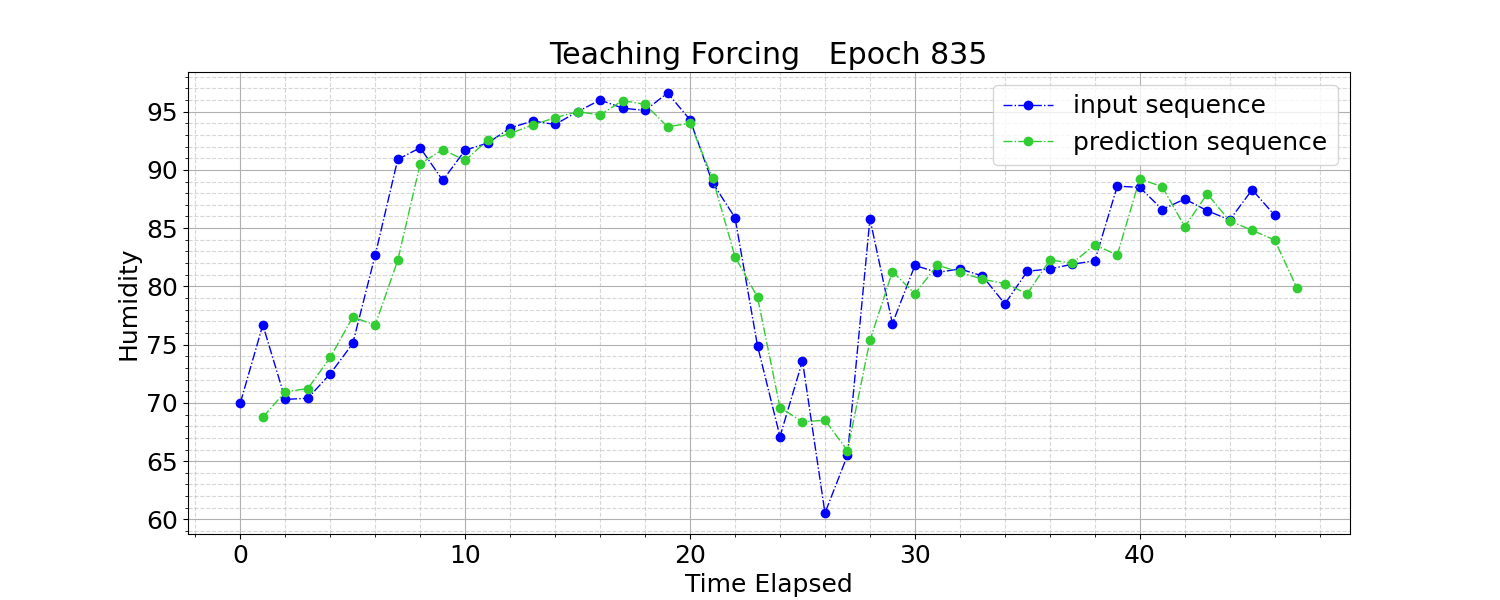 Teaching Forcing   Epoch 835
input sequence
prediction sequence
Humidity
95
90
85
80
75
70
65
60
0 10 20 30 40
Time Elapsed